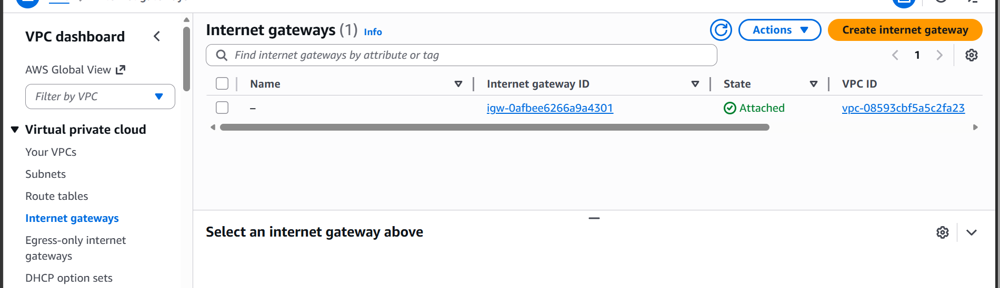 VPC dashboard
AWS Global View
Filter by VPC
Virtual private cloud
Your VPCs
Subnets
Route tables
Internet gateways
Egress-only internet
gateways
DHCP option sets
Internet gateways (1) Info
Actions
Create internet gateway
Find internet gateways by attribute or tag
1
Name Internet gateway ID State VPC ID
– igw-0afbee6266a9a4301 Attached vpc-08593cbf5a5c2fa23
Select an internet gateway above